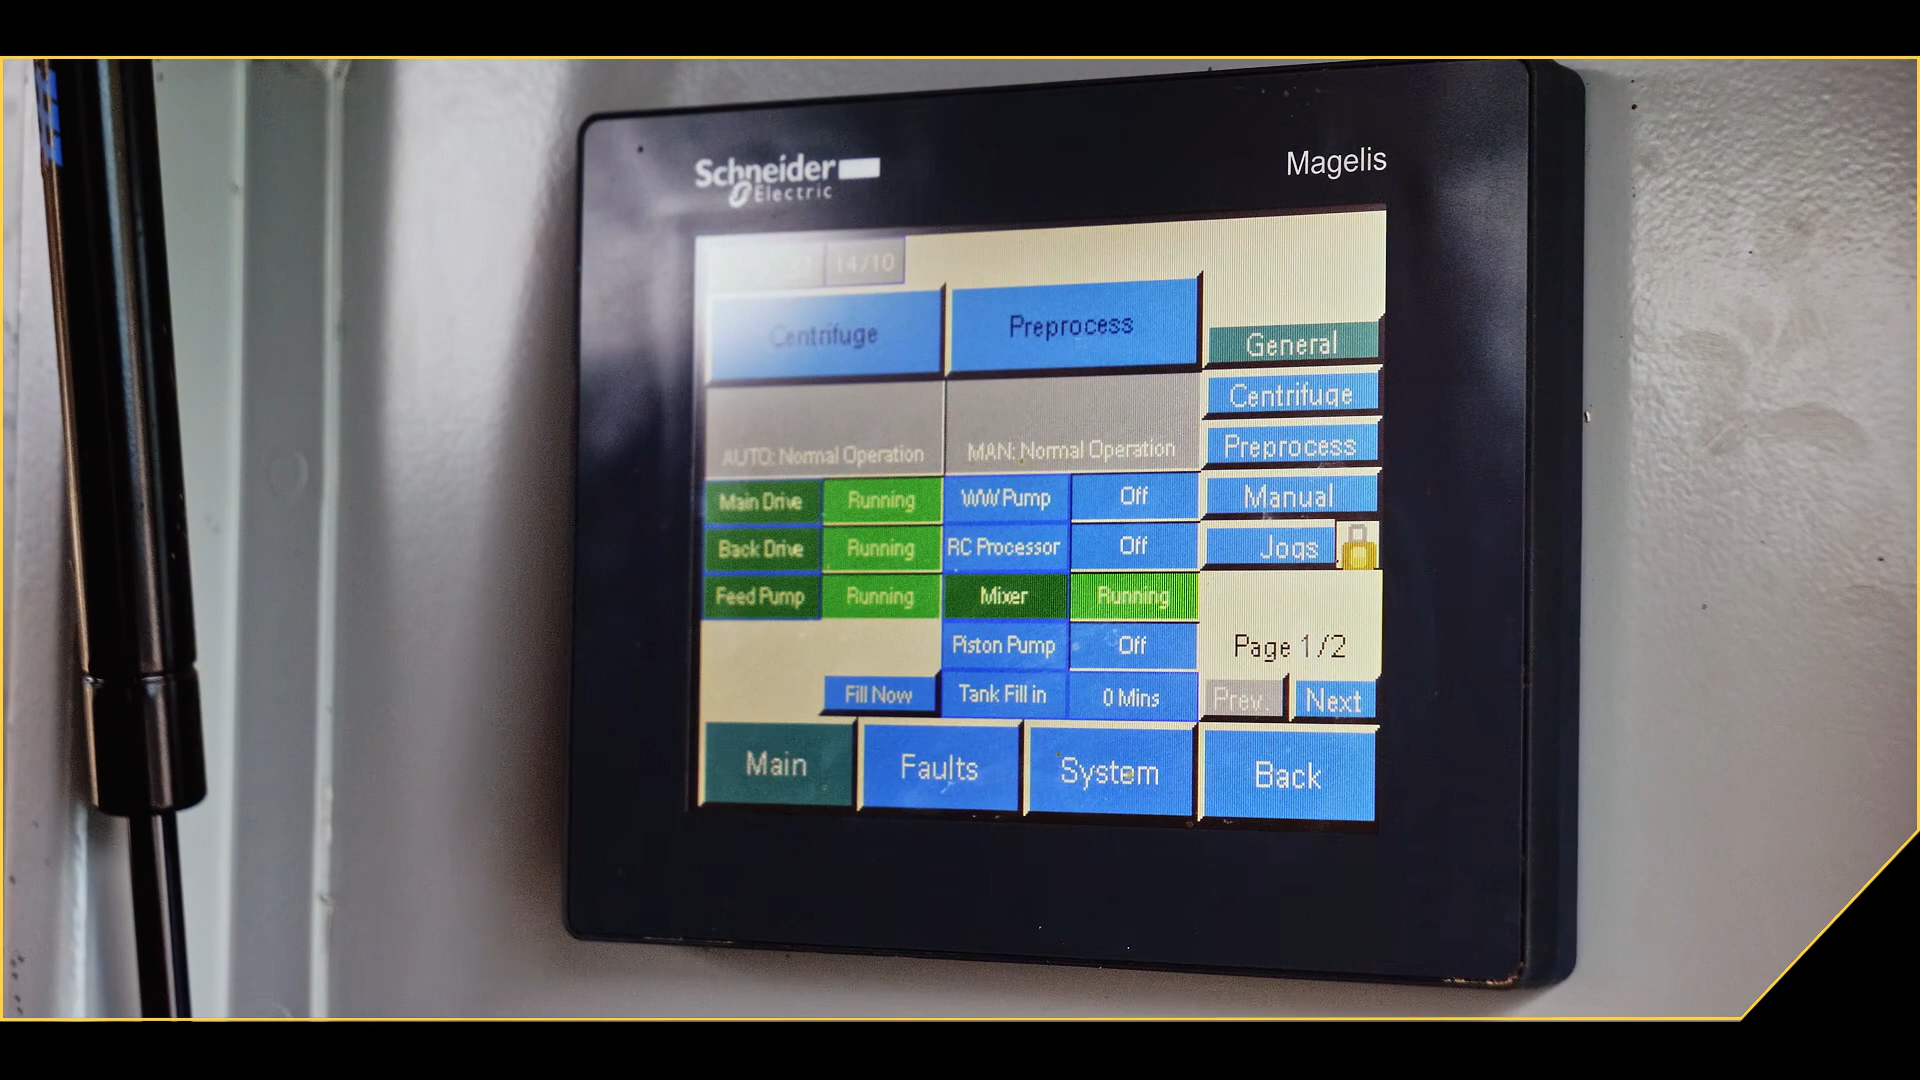 Schneider
Electric
Magelis
14/10
Centrifuge
Preprocess
General
Centrifuge
AUTO: Normal Operation
MAN: Normal Operation
Preprocess
Main Drive
Running
WW Pump
Off
Manual
Back Drive
Running
RC Processor
Off
Jogs
Feed Pump
Running
Mixer
Running
Piston Pump
Off
Page 1/2
Fill Now
Tank Fill in
0 Mins
Prev.
Next
Main
Faults
System
Back